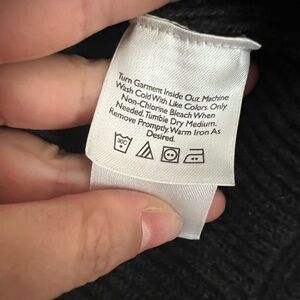 Turn Garment Inside Out. Machine
Wash Cold With Like Colors. Only
Non-Chlorine Bleach When
Needed. Tumble Dry Medium.
Remove Promptly. Warm Iron As
Desired.
30C